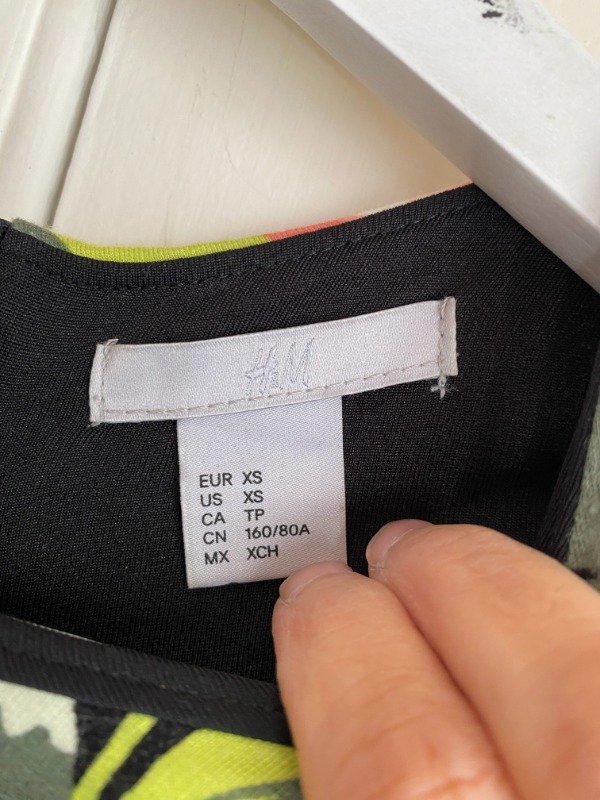 H&M
EUR XS
US XS
CA TP
CN 160/80A
MX XCH